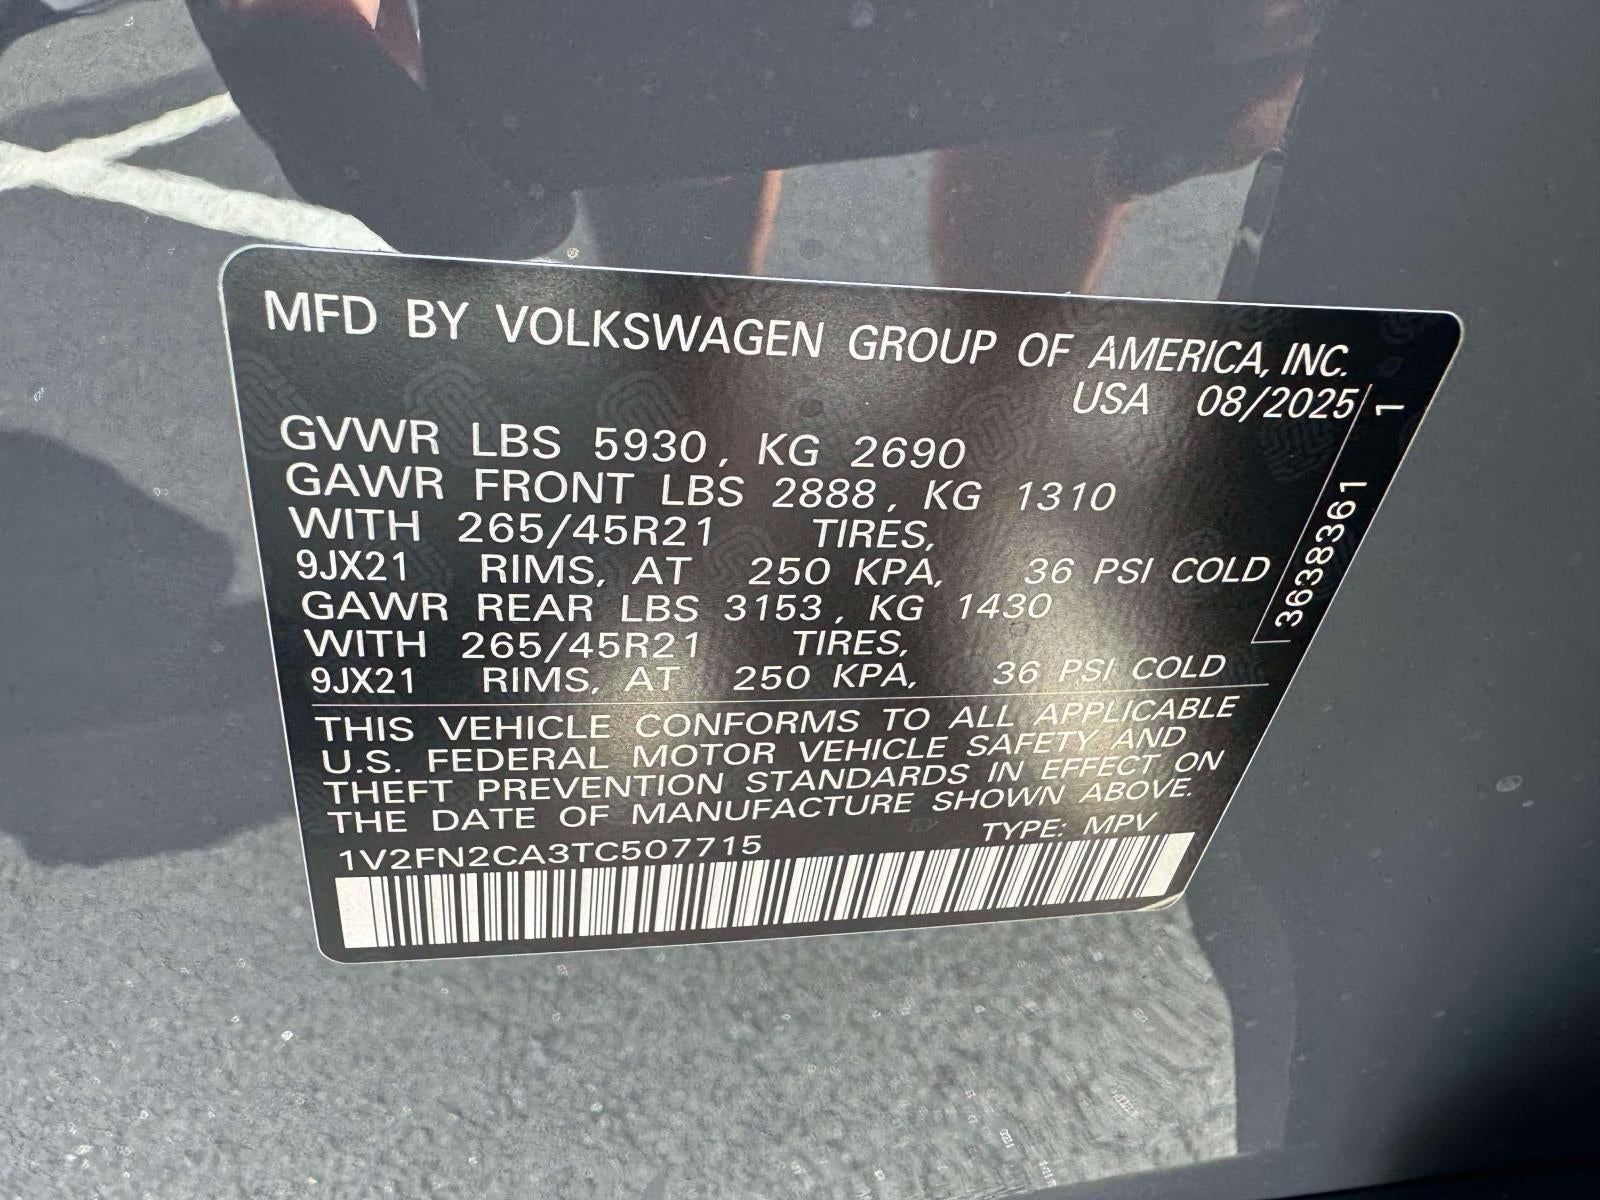 MFD BY VOLKSWAGEN GROUP OF AMERICA, INC.
USA 08/2025
GVWR LBS 5930, KG 2690
GAWR FRONT LBS 2888, KG 1310
WITH 265/45R21 TIRES,
9JX21 RIMS, AT 250 KPA, 36 PSI COLD
GAWR REAR LBS 3153, KG 1430
WITH 265/45R21 TIRES,
9JX21 RIMS, AT 250 KPA, 36 PSI COLD
THIS VEHICLE CONFORMS TO ALL APPLICABLE
U.S. FEDERAL MOTOR VEHICLE SAFETY AND
THEFT PREVENTION STANDARDS IN EFFECT ON
THE DATE OF MANUFACTURE SHOWN ABOVE.
1V2FN2CA3TC507715 TYPE: MPV
3638361 1